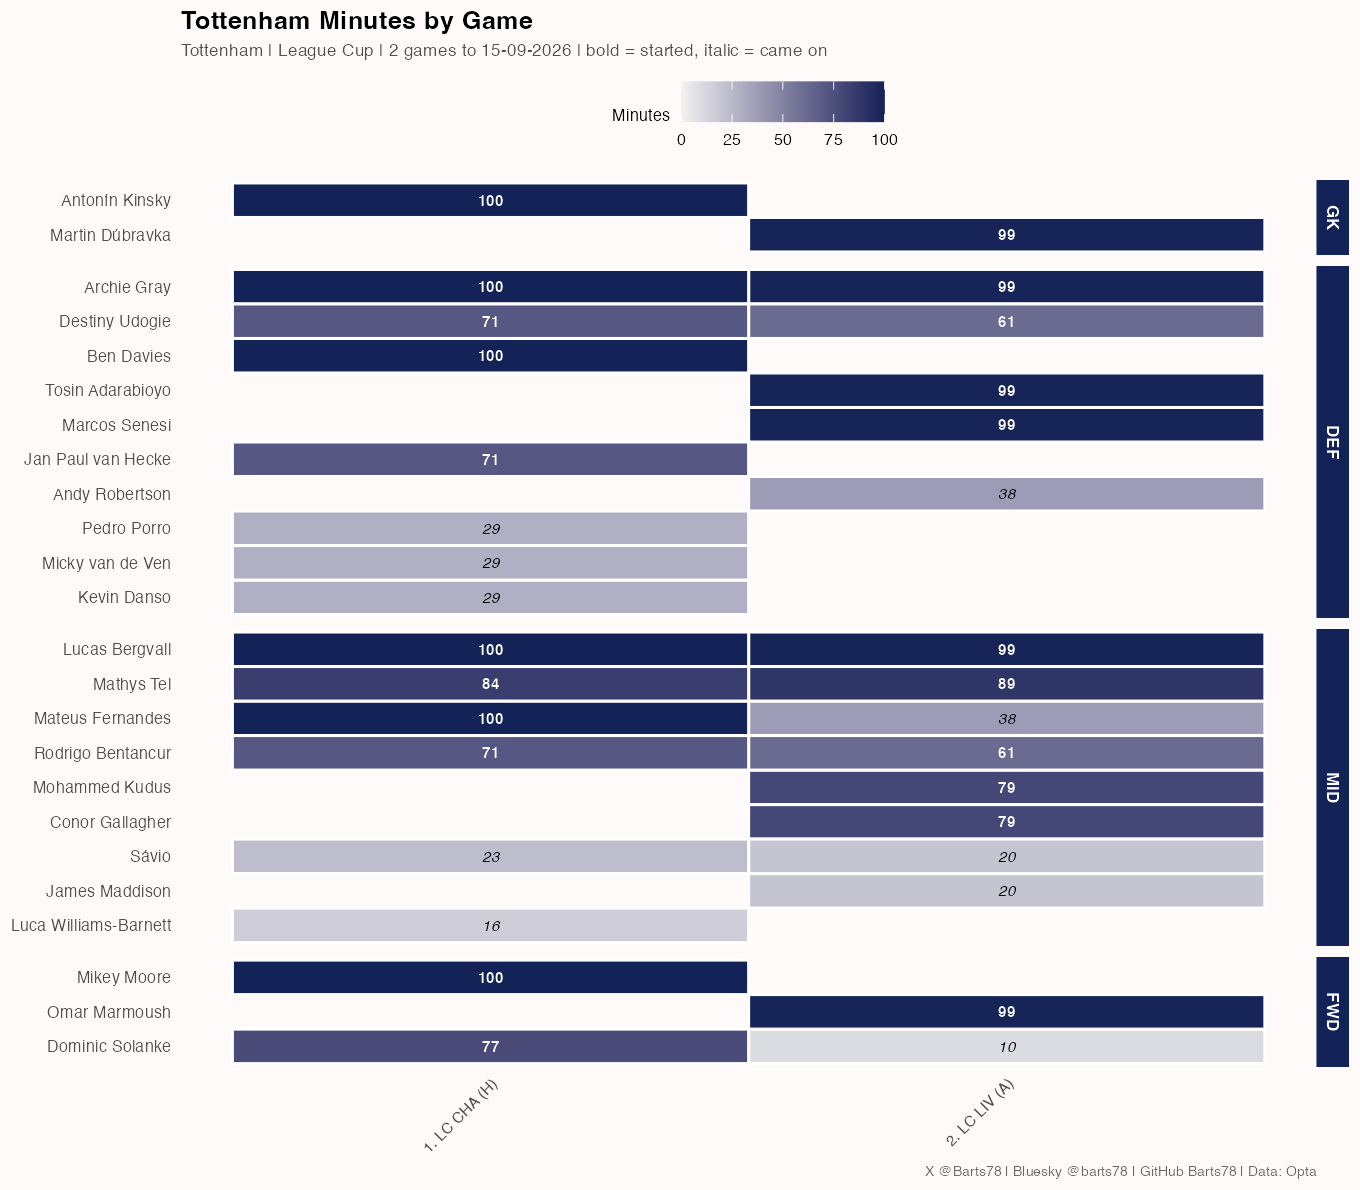 Tottenham Minutes by Game
Tottenham | League Cup | 2 games to 15-09-2026 | bold = started, italic = came on
Minutes
0 25 50 75 100
GK
Antonín Kinsky 100
Martin Dúbravka 99
DEF
Archie Gray 100 99
Destiny Udogie 71 61
Ben Davies 100
Tosin Adarabioyo 99
Marcos Senesi 99
Jan Paul van Hecke 71
Andy Robertson 38
Pedro Porro 29
Micky van de Ven 29
Kevin Danso 29
MID
Lucas Bergvall 100 99
Mathys Tel 84 89
Mateus Fernandes 100 38
Rodrigo Bentancur 71 61
Mohammed Kudus 79
Conor Gallagher 79
Sávio 23 20
James Maddison 20
Luca Williams-Barnett 16
FWD
Mikey Moore 100
Omar Marmoush 99
Dominic Solanke 77 10
1. LC CHA (H) 2. LC LIV (A)
X @Barts78 | Bluesky @barts78 | GitHub Barts78 | Data: Opta